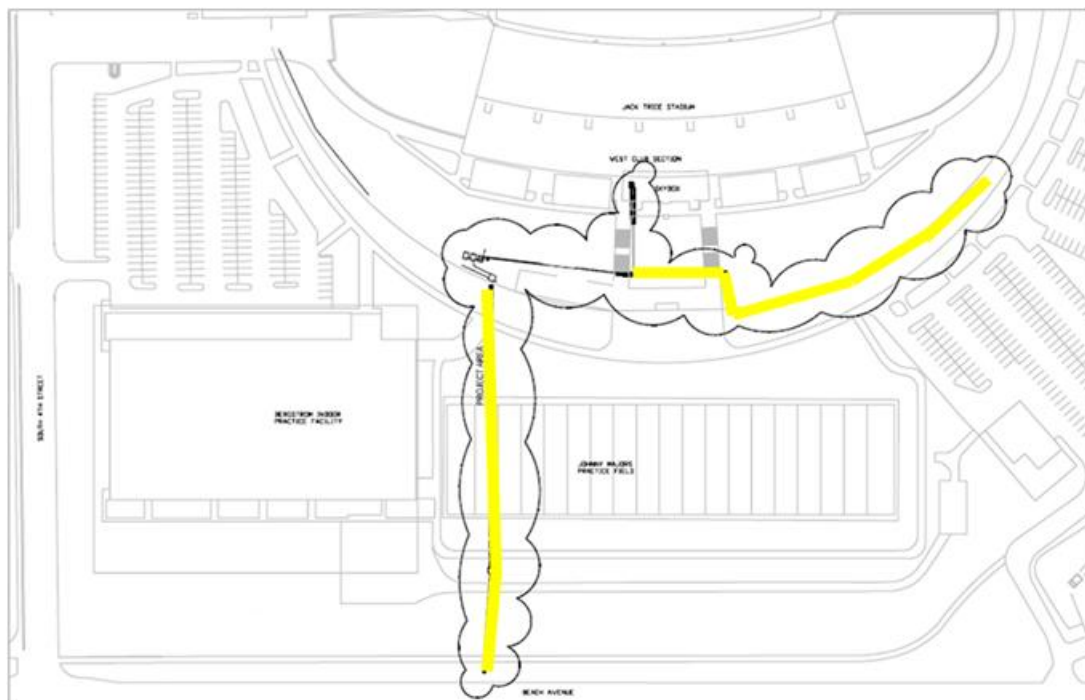 JACK TRICE STADIUM
WEST CLUB SECTION
SKYBOX
PROJECT AREA
SOUTH 4TH STREET
BERGSTROM INDOOR
PRACTICE FACILITY
JOHNNY MAJORS
PRACTICE FIELD
BEACH AVENUE